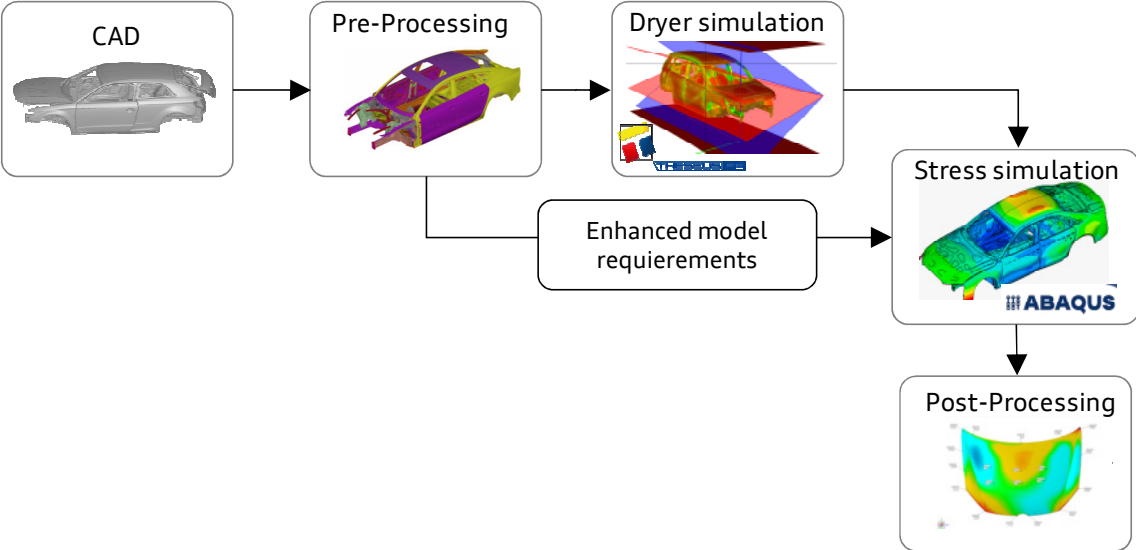 CAD
Pre-Processing
Dryer simulation
Stress simulation
Enhanced model
requierements
ABAQUS
Post-Processing